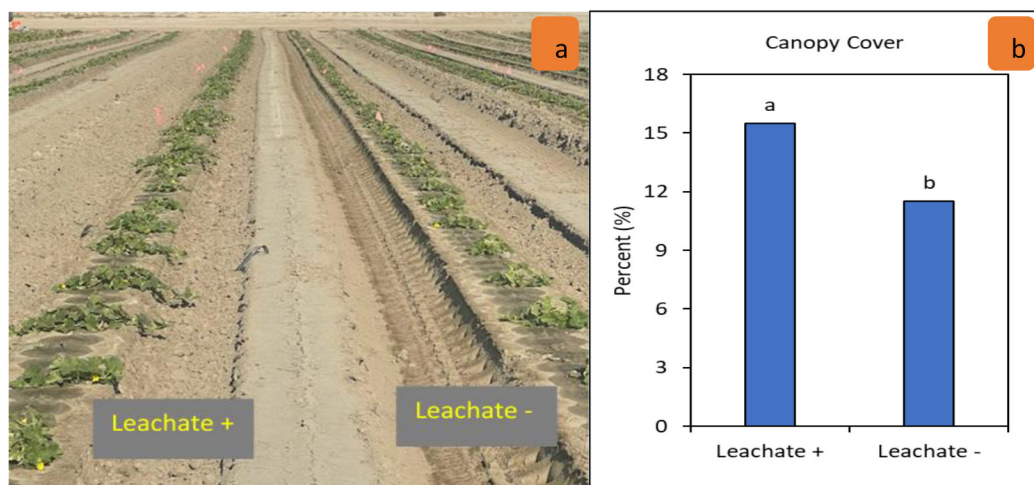 a
Leachate +
Leachate -
b
Canopy Cover
18
15
12
9
6
3
0
Percent (%)
a
b
Leachate +
Leachate -